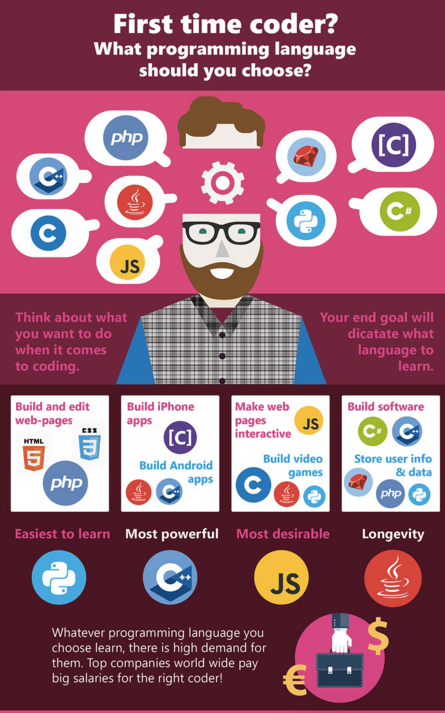 First time coder?
What programming language
should you choose?
php
[C]
C++
C
JS
C#
Think about what
you want to do
when it comes
to coding.
Your end goal will
dicatate what
language to
learn.
Build and edit
web-pages
HTML
5
CSS
3
php
Build iPhone
apps
[C]
Build Android
apps
C++
Make web
pages
interactive
JS
Build video
games
C
Build software
C#
C++
Store user info
& data
php
Easiest to learn
Most powerful
Most desirable
Longevity
C++
JS
Whatever programming language you
choose learn, there is high demand for
them. Top companies world wide pay
big salaries for the right coder!
$
€